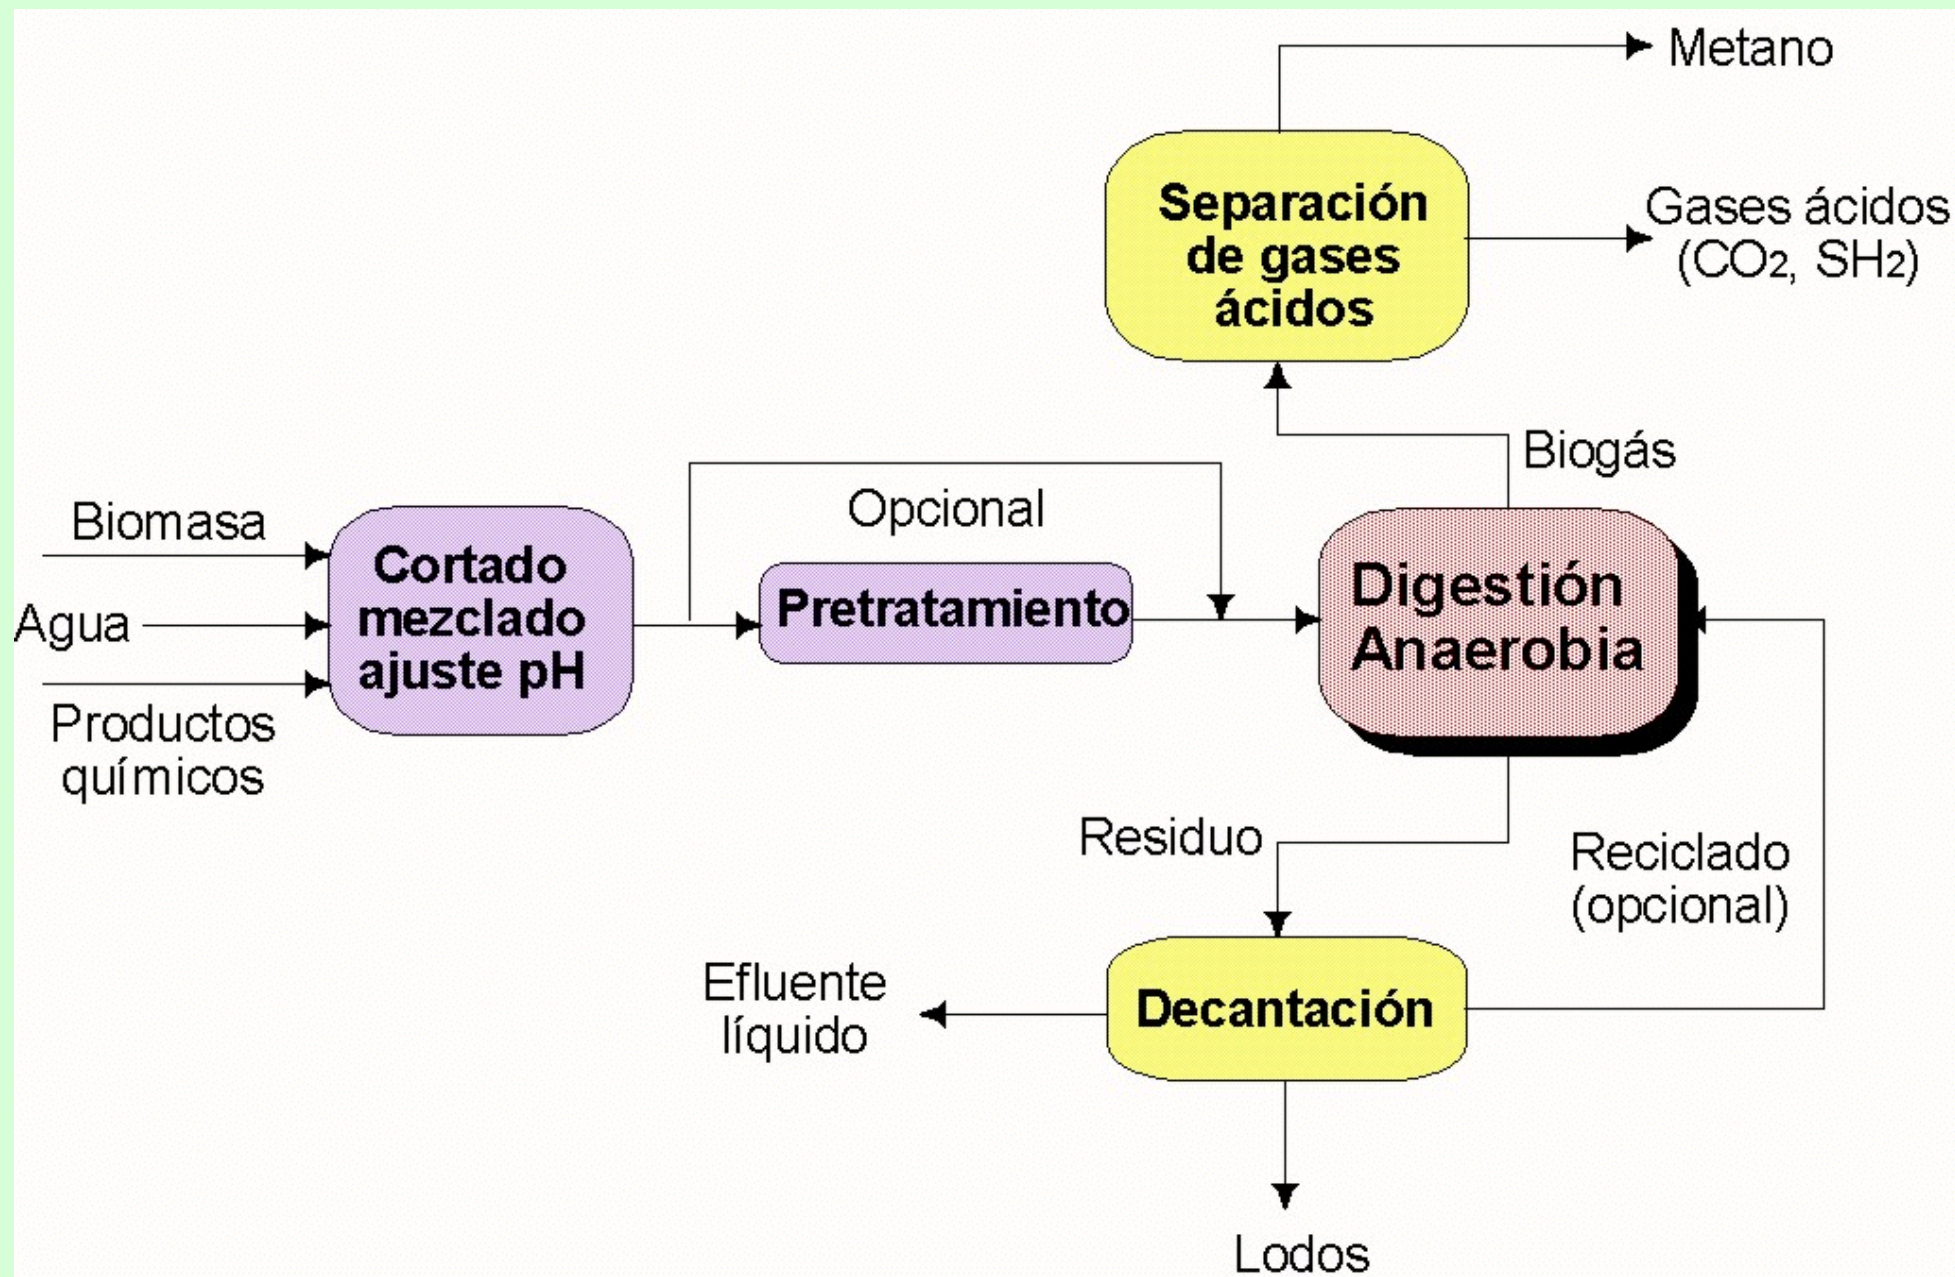 Metano
Separación
de gases
ácidos
Gases ácidos
(CO2, SH2)
Biogás
Biomasa
Agua
Productos
químicos
Cortado
mezclado
ajuste pH
Opcional
Pretratamiento
Digestión
Anaerobia
Residuo
Reciclado
(opcional)
Efluente
líquido
Decantación
Lodos